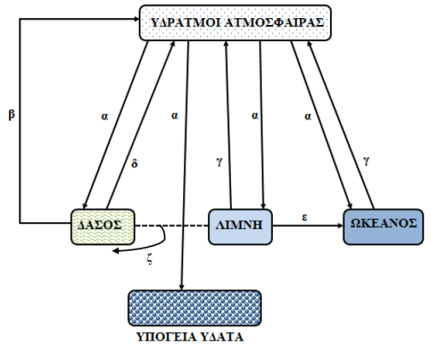 ΥΔΡΑΤΜΟΙ ΑΤΜΟΣΦΑΙΡΑΣ
β
α
α
α
α
δ
γ
γ
ΔΑΣΟΣ
ΛΙΜΝΗ
ε
ΩΚΕΑΝΟΣ
ζ
ΥΠΟΓΕΙΑ ΥΔΑΤΑ